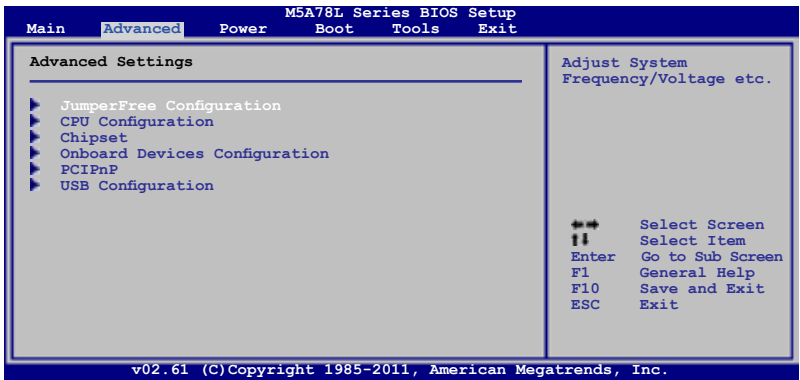 M5A78L Series BIOS Setup
Main Advanced Power Boot Tools Exit
Advanced Settings
JumperFree Configuration
CPU Configuration
Chipset
Onboard Devices Configuration
PCIPnP
USB Configuration
Adjust System
Frequency/Voltage etc.
Select Screen
Select Item
Enter Go to Sub Screen
F1 General Help
F10 Save and Exit
ESC Exit
v02.61 (C)Copyright 1985-2011, American Megatrends, Inc.